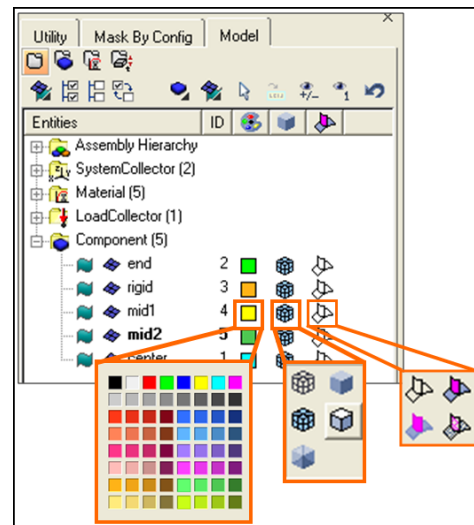 Utility Mask By Config Model
Entities ID
Assembly Hierarchy
SystemCollector (2)
Material (5)
LoadCollector (1)
Component (5)
end 2
rigid 3
mid1 4
mid2 5
center 1